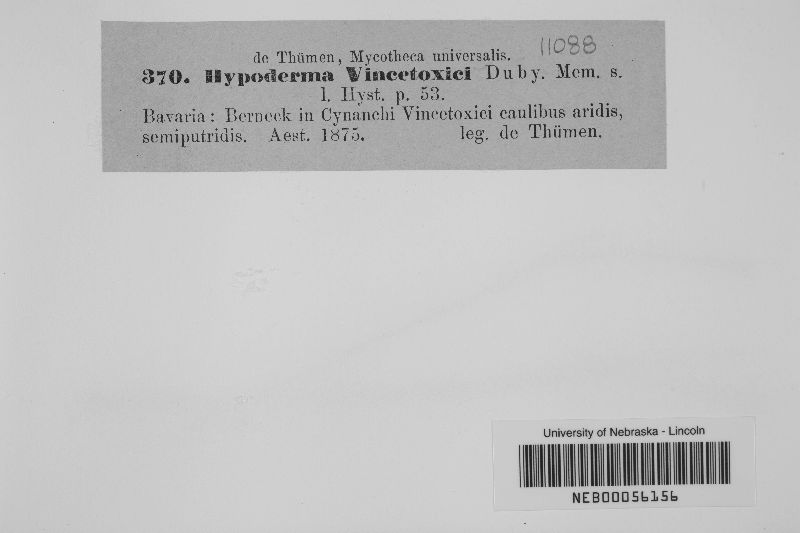 de Thümen, Mycotheca universalis. 11088
370. Hypoderma Vincetoxici Duby. Mem. s.
l. Hyst. p. 53.
Bavaria: Berneck in Cynanchi Vincetoxici caulibus aridis,
semiputridis. Aest. 1875. leg. de Thümen.
University of Nebraska - Lincoln
NEB00056156